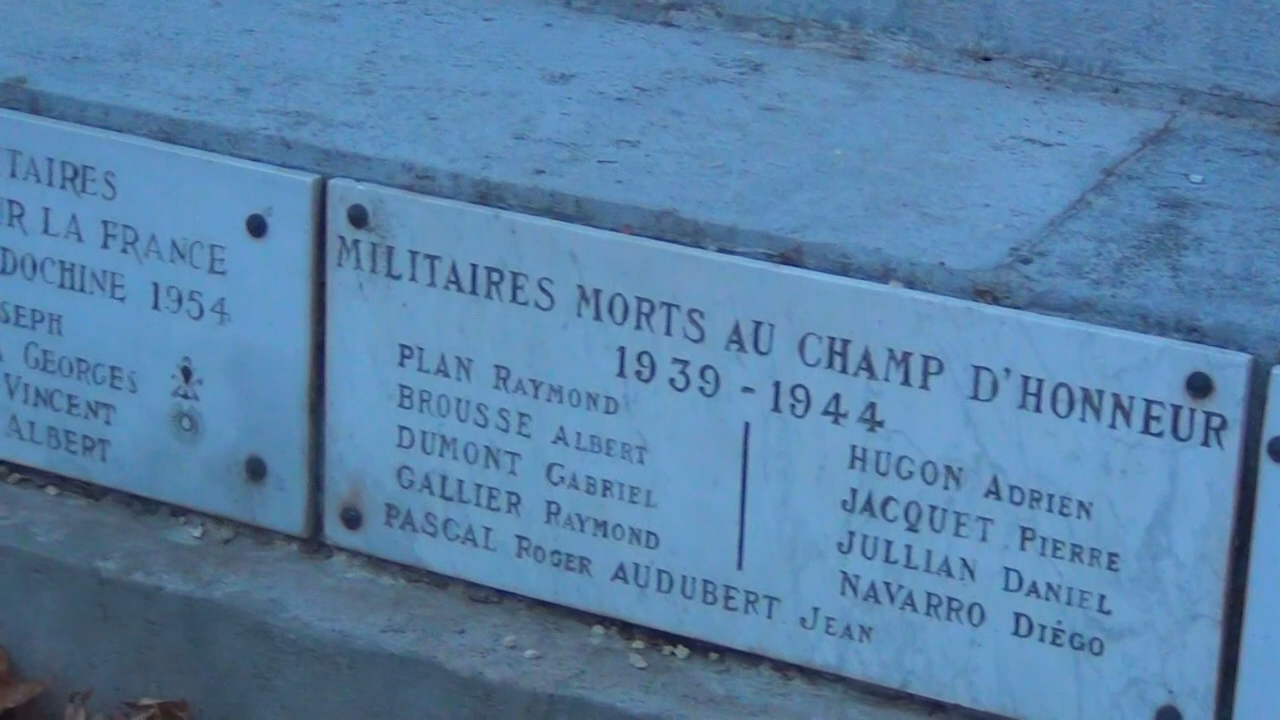 TAIRES
R LA FRANCE
DOCHINE 1954
SEPH
GEORGES
VINCENT
ALBERT
MILITAIRES MORTS AU CHAMP D'HONNEUR
1939 - 1944
PLAN RAYMOND
BROUSSE ALBERT
DUMONT GABRIEL
GALLIER RAYMOND
PASCAL ROGER AUDUBERT JEAN
HUGON ADRIEN
JACQUET PIERRE
JULLIAN DANIEL
NAVARRO DIÉGO